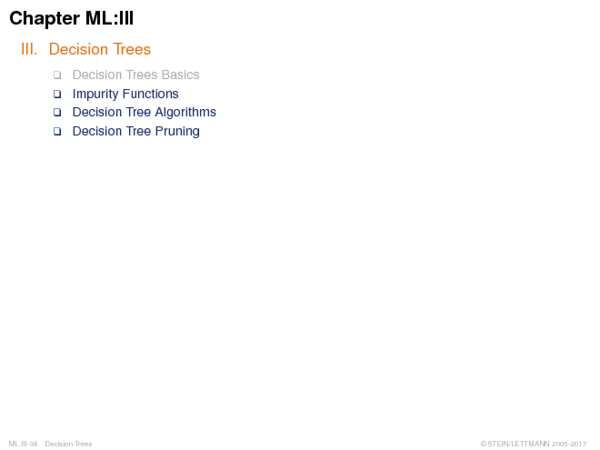 Chapter ML:III
III. Decision Trees
❑ Decision Trees Basics
❑ Impurity Functions
❑ Decision Tree Algorithms
❑ Decision Tree Pruning
ML:III-34 Decision Trees © STEIN/LETTMANN 2005-2017